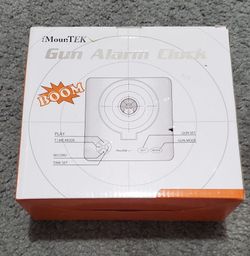 iMounTEK
Gun Alarm Clock
BOOM
PLAY
TIME MODE
GUN SET
GUN MODE
RECORD
TIME SET